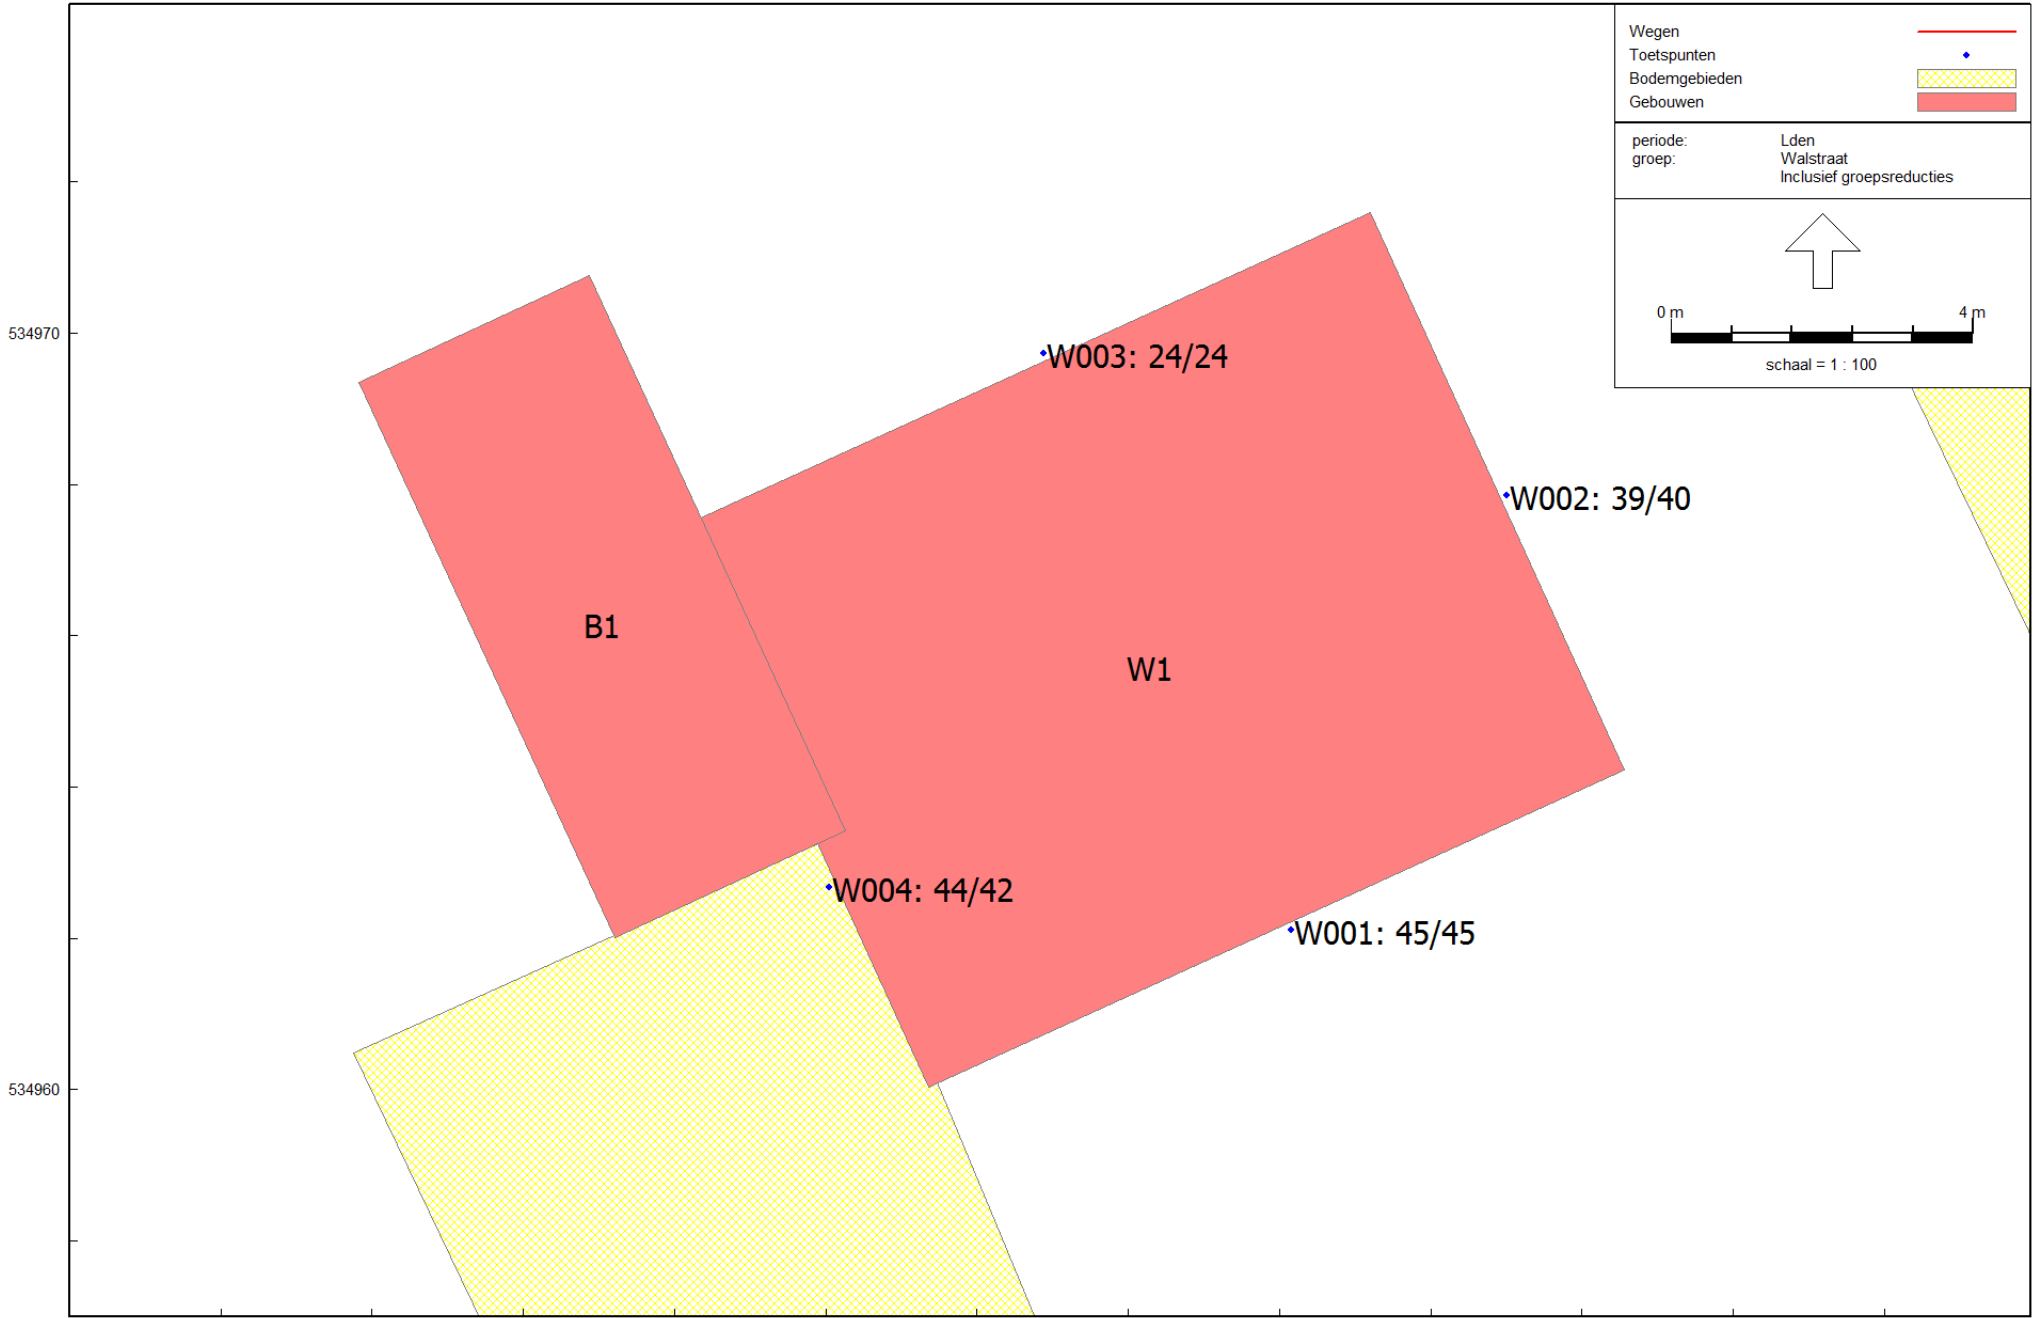 Wegen
Toetspunten
Bodemgebieden
Gebouwen
periode: Lden
groep: Walstraat
Inclusief groepsreducties
0 m 4 m
schaal = 1 : 100
534970
W003: 24/24
W002: 39/40
B1
W1
W004: 44/42
W001: 45/45
534960